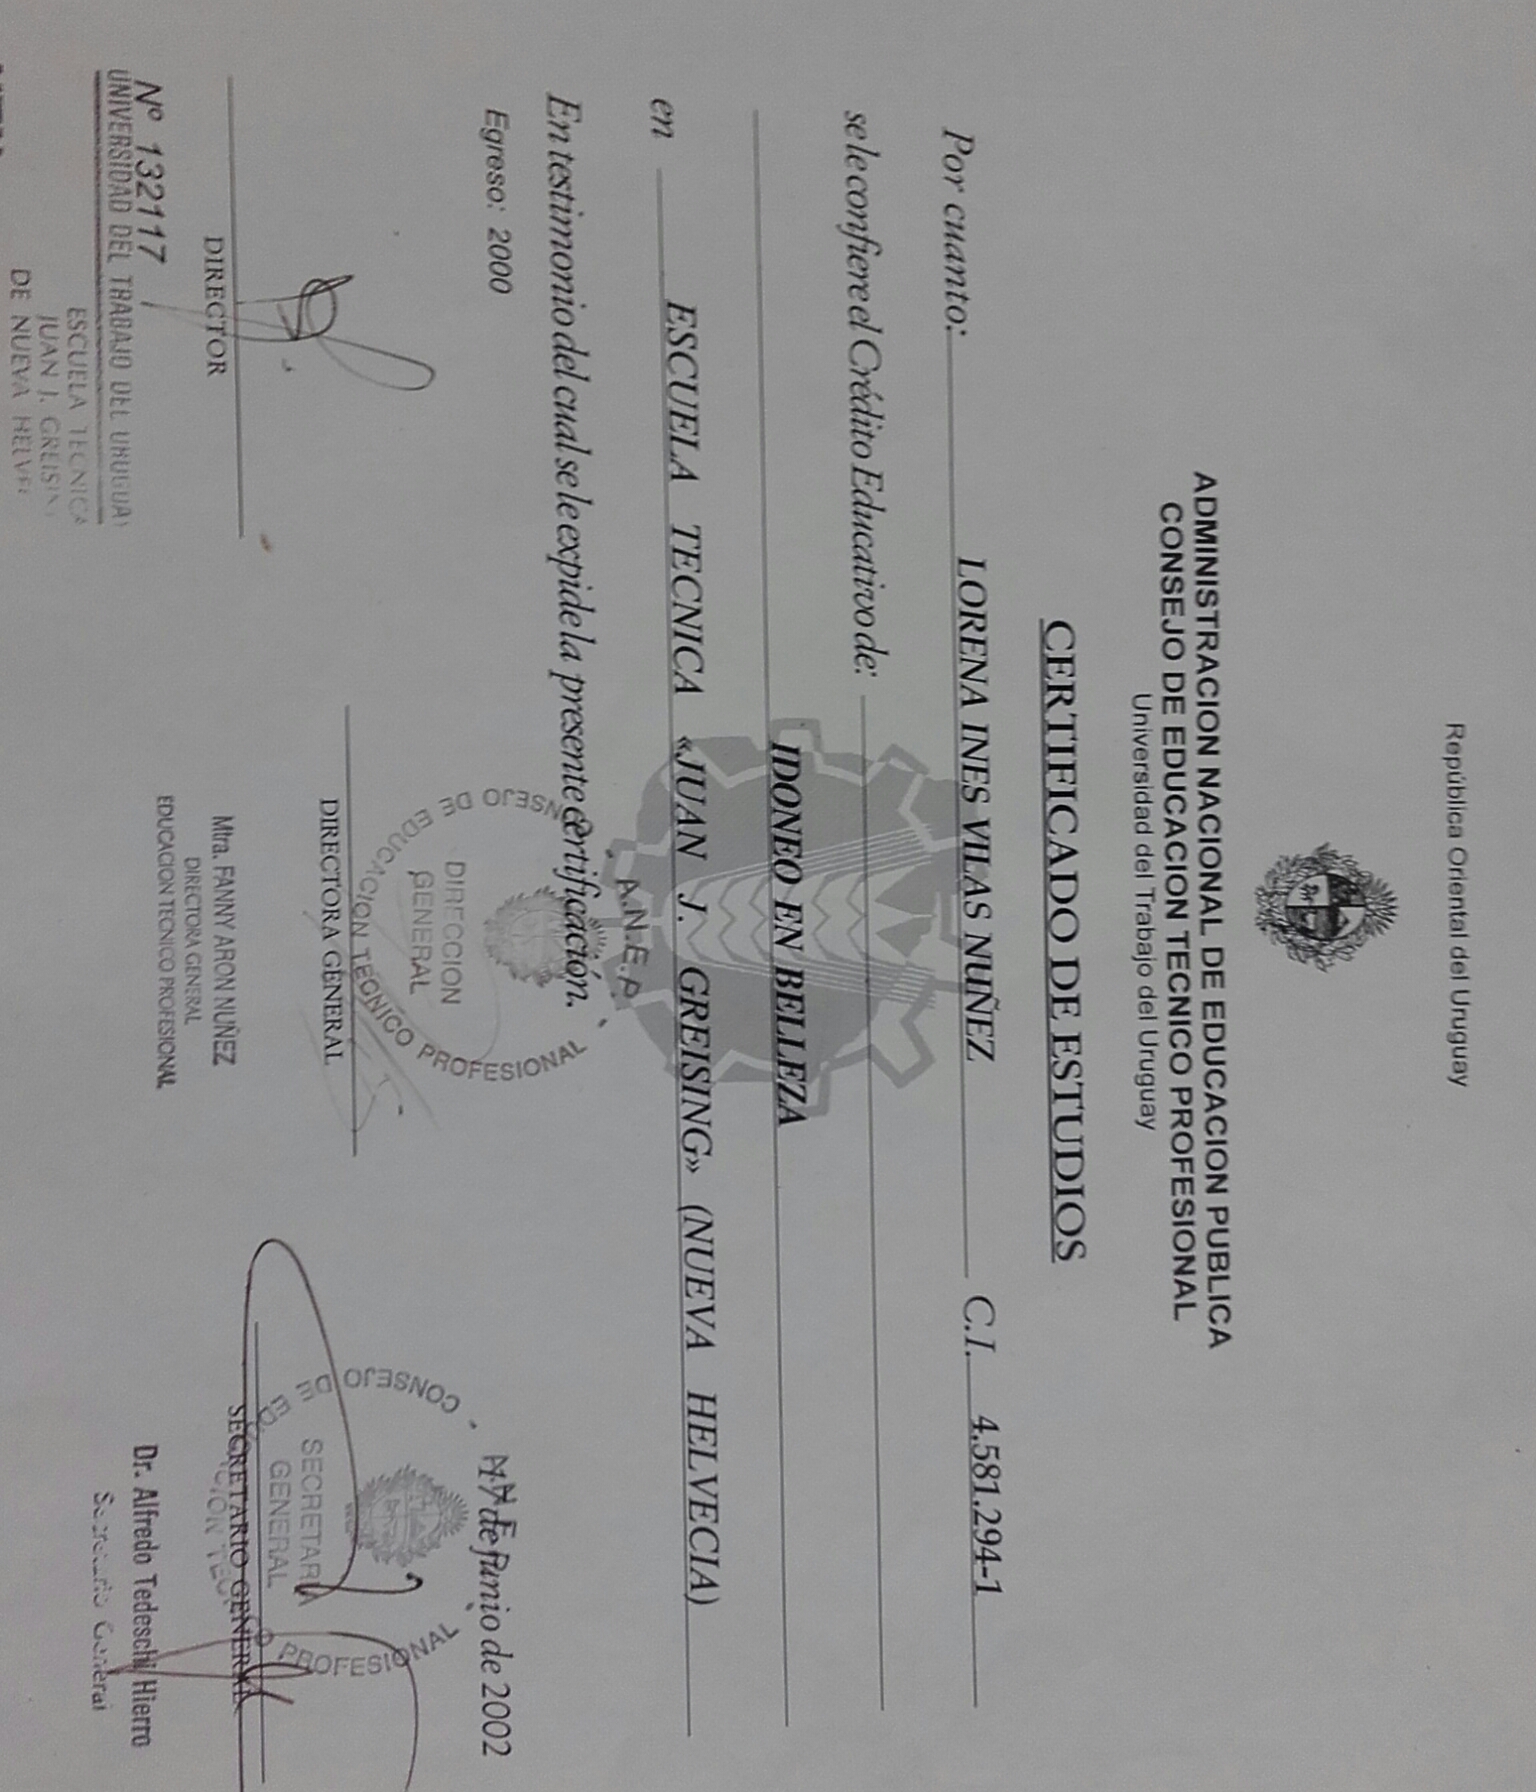 República Oriental del Uruguay
ADMINISTRACION NACIONAL DE EDUCACION PUBLICA
CONSEJO DE EDUCACION TECNICO PROFESIONAL
Universidad del Trabajo del Uruguay
CERTIFICADO DE ESTUDIOS
Por cuanto: LORENA INES VILAS NUÑEZ C.I. 4.581.294-1
se le confiere el Crédito Educativo de:
IDONEO EN BELLEZA
en ESCUELA TECNICA «JUAN J. GREISING» (NUEVA HELVECIA)
En testimonio del cual se le expide la presente certificación.
Egreso: 2000
de Junio de 2002
A.N.E.P.
CONSEJO DE EDUCACION TECNICO PROFESIONAL
DIRECCION
GENERAL
CONSEJO DE
PROFESIONAL
SECRETARIA
GENERAL
DIRECTOR
DIRECTORA GENERAL
SECRETARIO GENERAL
Nº 132117
UNIVERSIDAD DEL TRABAJO DEL URUGUAY
ESCUELA TECNICA
JUAN J. GREISING
DE NUEVA HELVE
Mtra. FANNY ARON NUÑEZ
DIRECTORA GENERAL
EDUCACION TECNICO PROFESIONAL
Dr. Alfredo Tedeschi Hierro
Secretario General